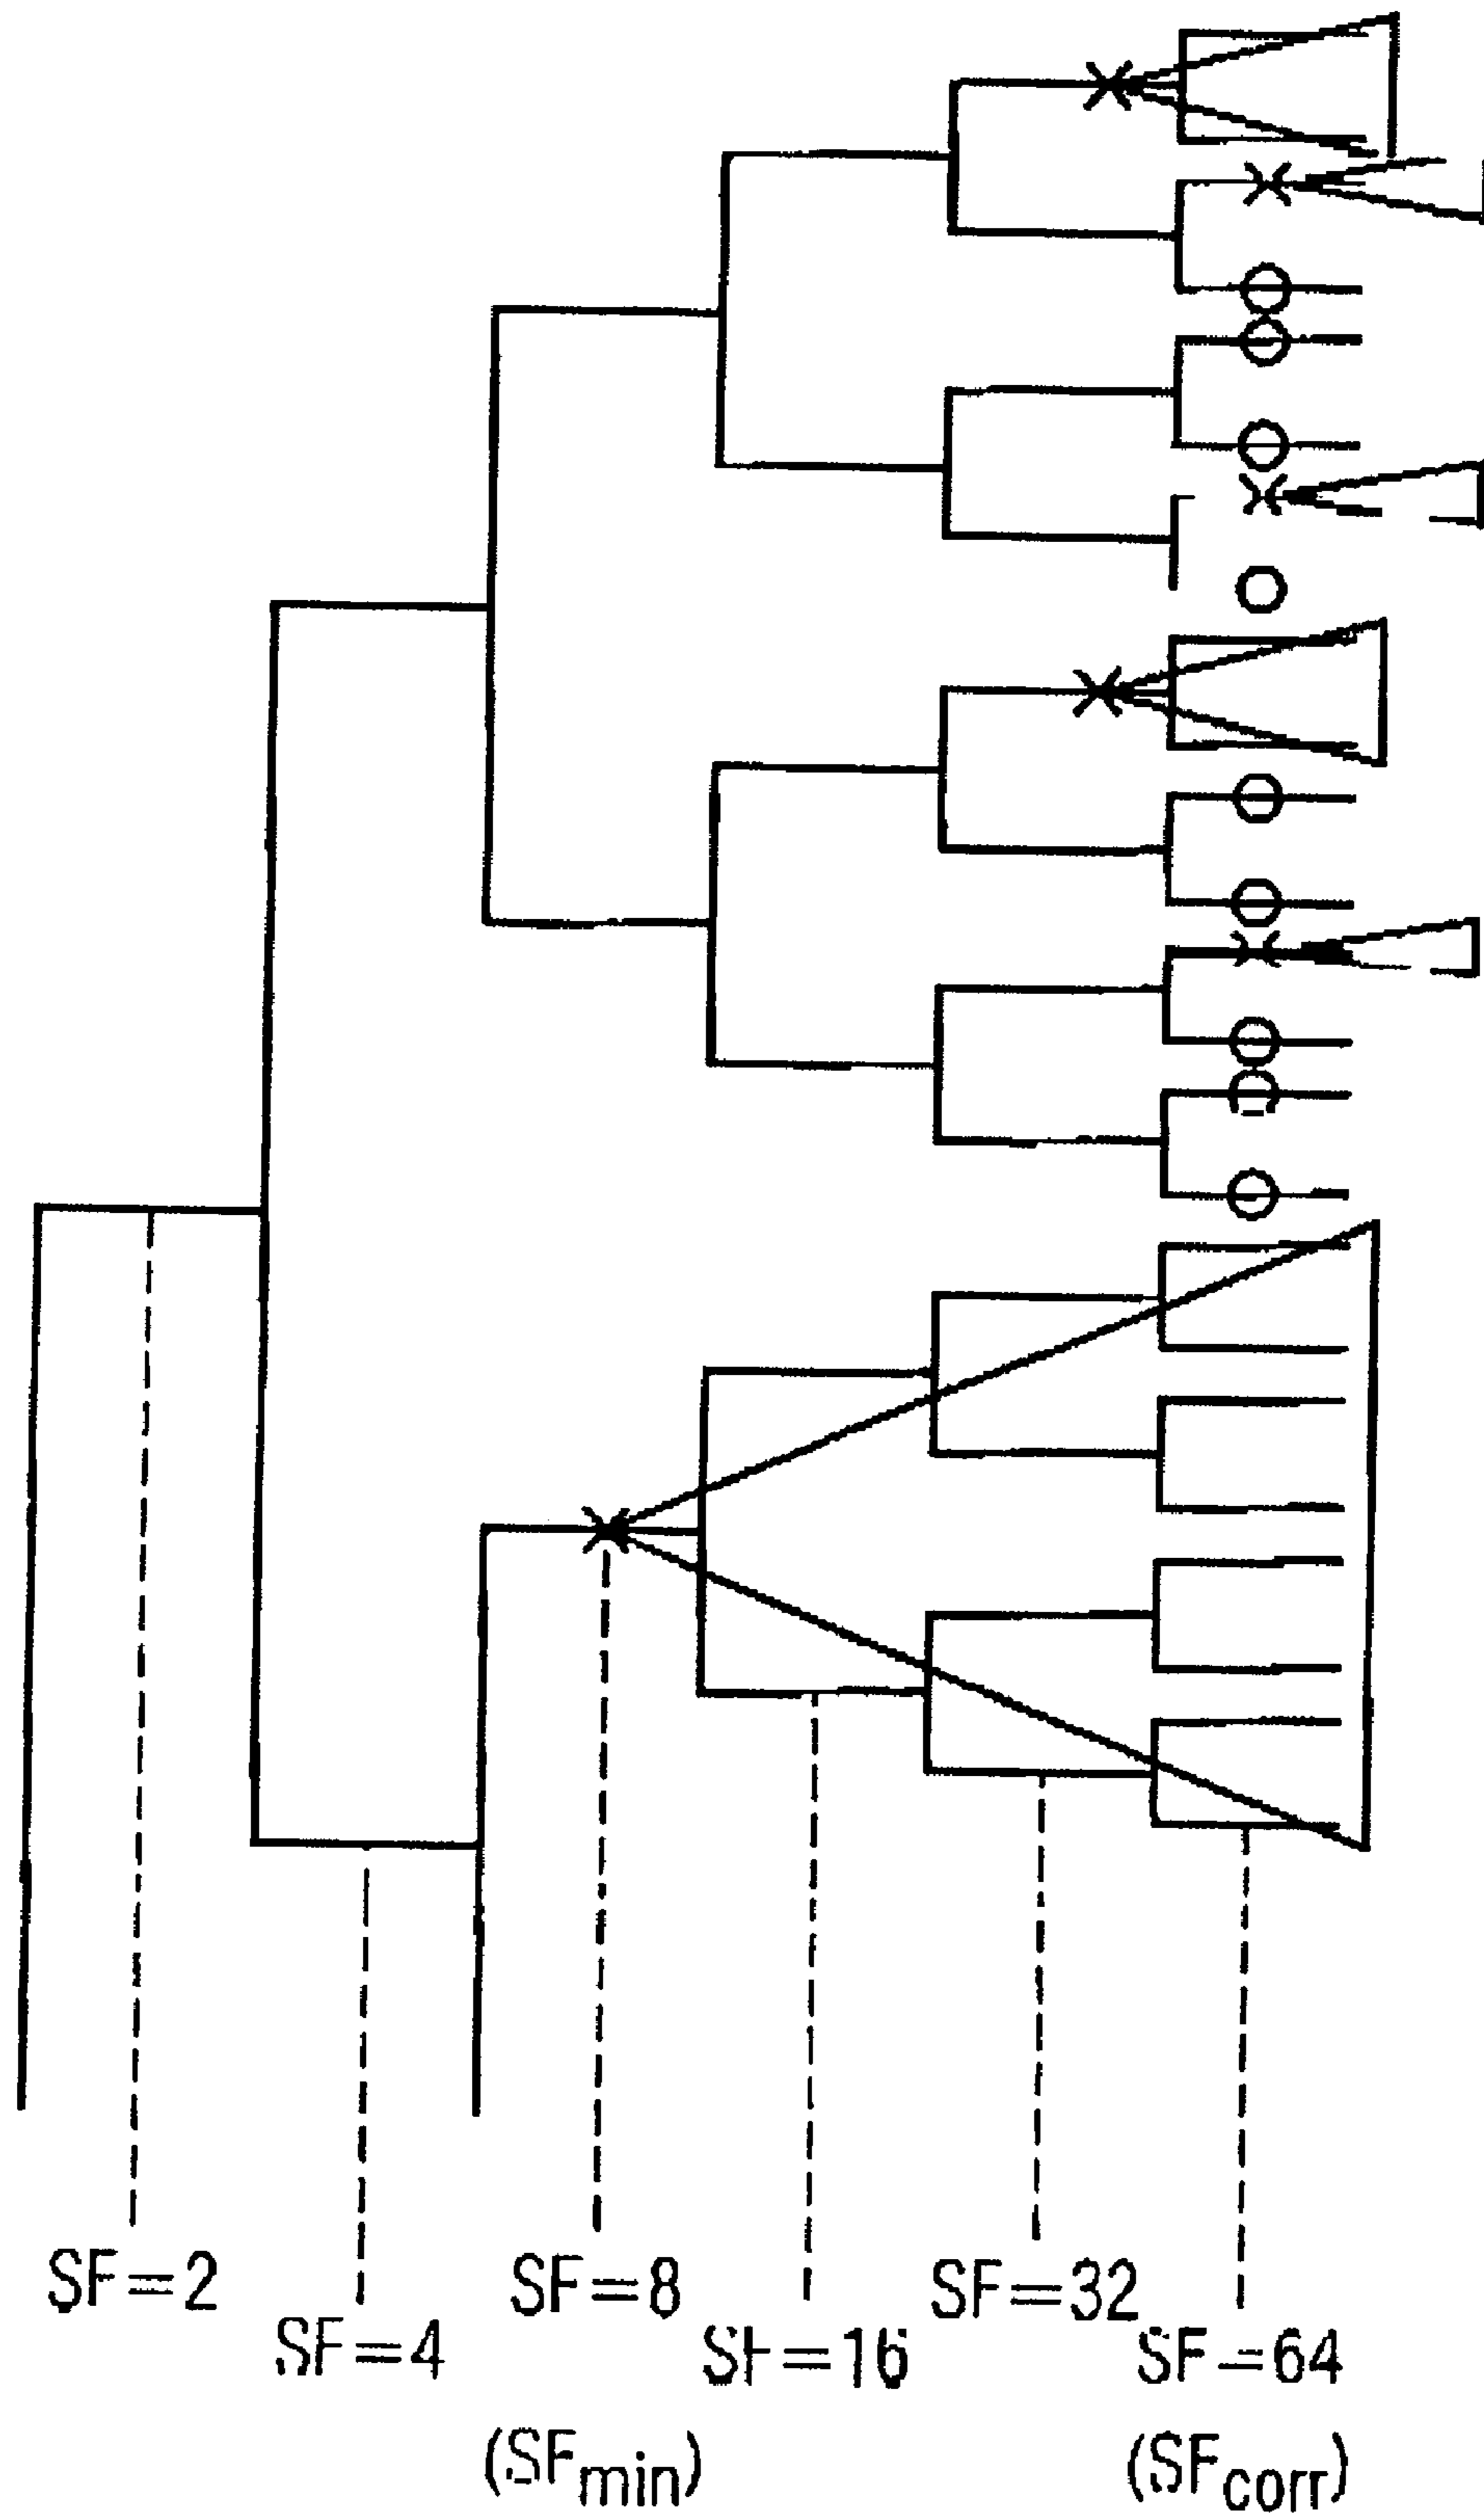 SF=2
SF=4
SF=8
SF=16
SF=32
SF=64
(SFmin)
(SFcorr)